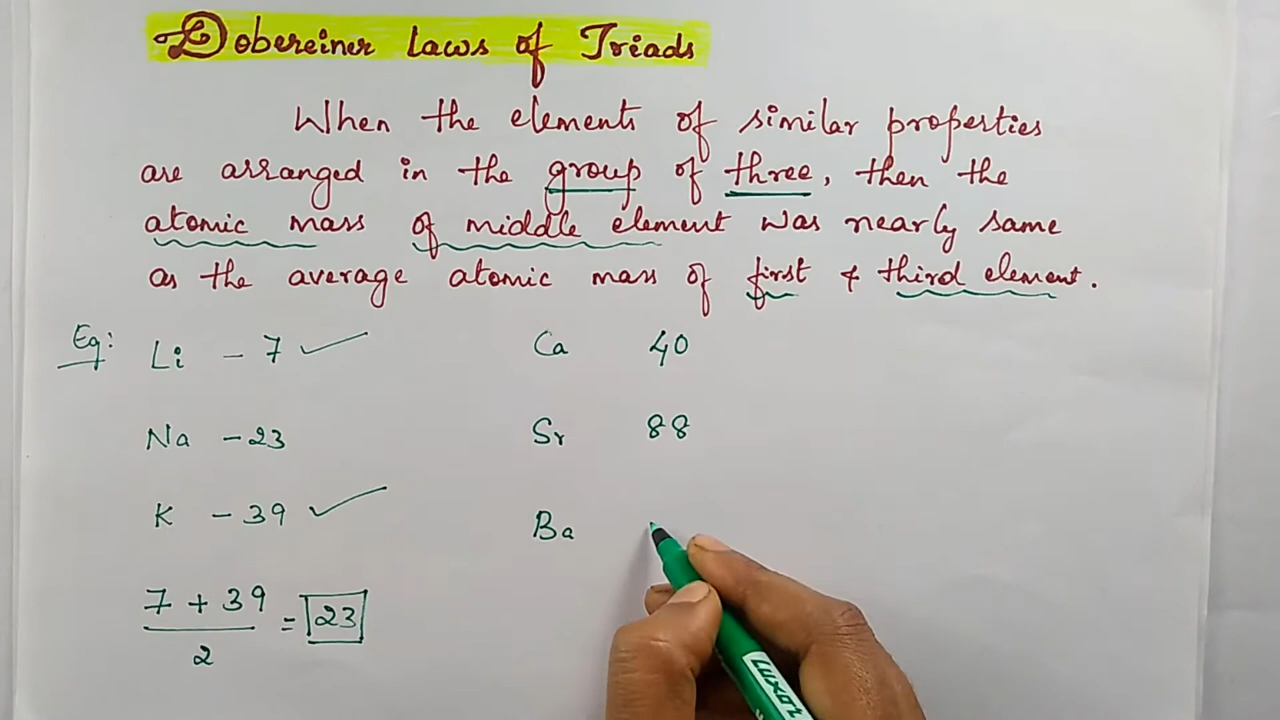 Dobereiner Laws of Triads
When the elements of similar properties
are arranged in the group of three, then the
atomic mass of middle element was nearly same
as the average atomic mass of first & third element.
Eg: Li - 7
Na - 23
K - 39
7 + 39
2
= 23
Ca 40
Sr 88
Ba
LUXOR